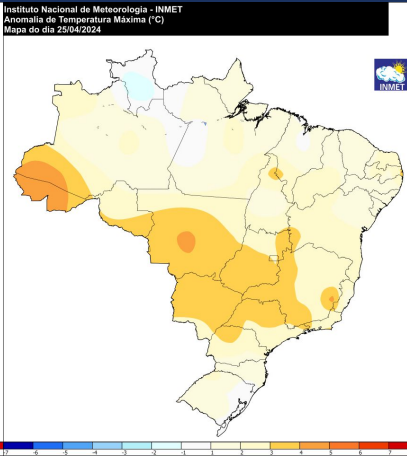 Instituto Nacional de Meteorologia - INMET
Anomalia de Temperatura Máxima (°C)
Mapa do dia 25/04/2024
INMET
-7 -6 -5 -4 -3 -2 -1 1 2 3 4 5 6 7